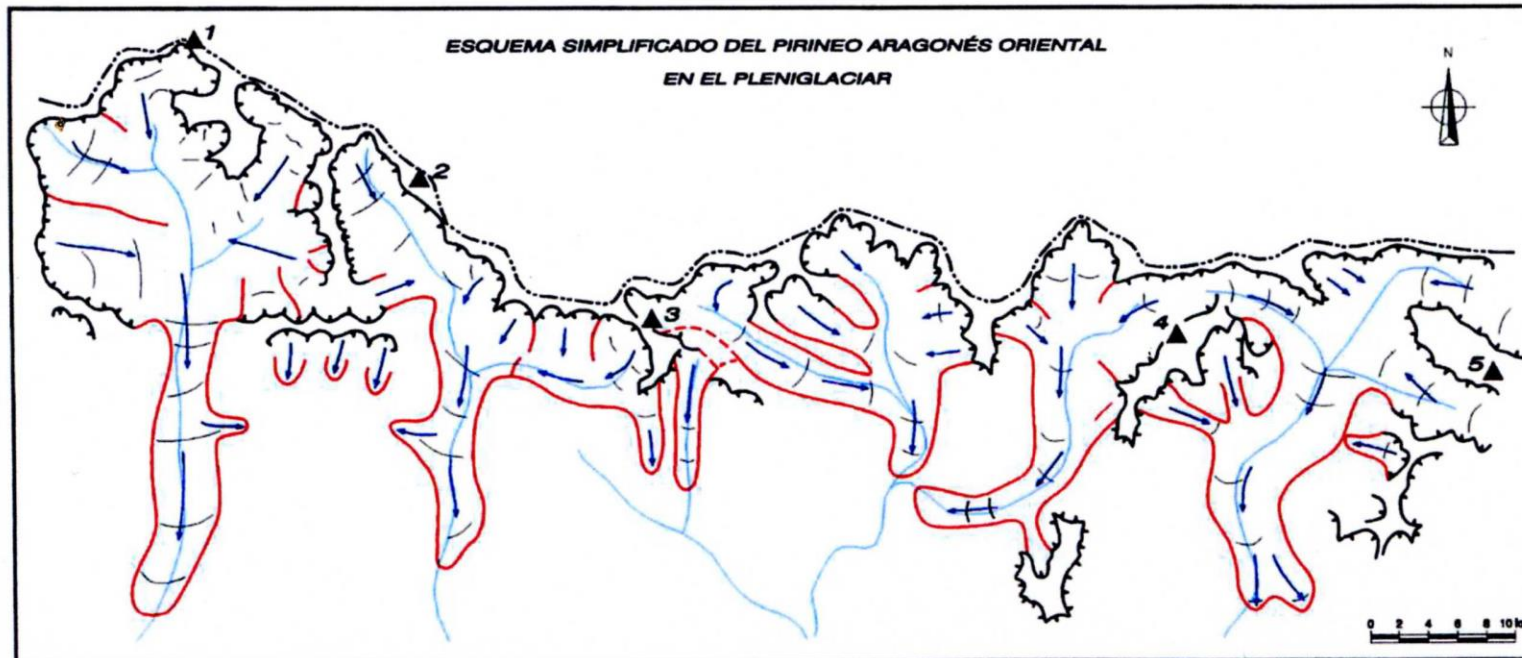 ESQUEMA SIMPLIFICADO DEL PIRINEO ARAGONÉS ORIENTAL
EN EL PLENIGLACIAR
N
1
2
3
4
5
0 2 4 6 8 10 k